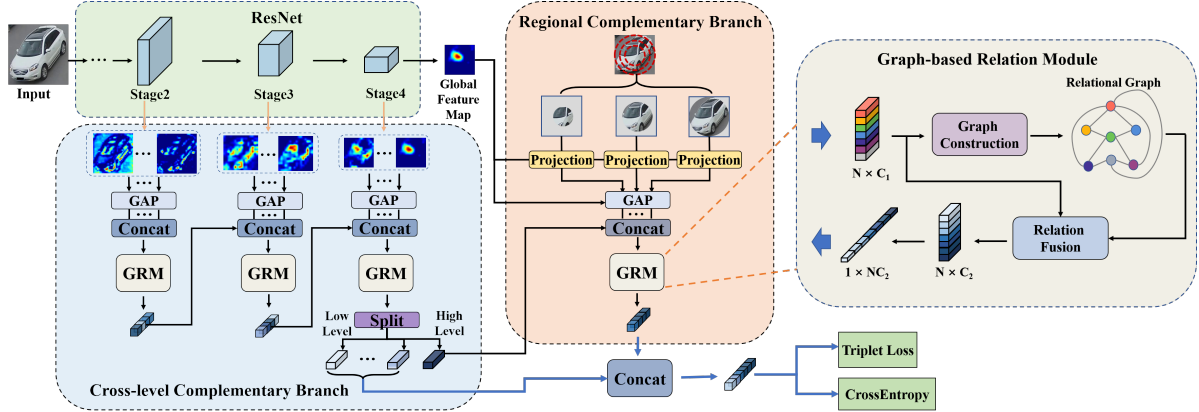 ResNet
Input
Stage2
Stage3
Stage4
Global
Feature
Map
GAP
GAP
GAP
Concat
Concat
Concat
GRM
GRM
GRM
Split
Low
Level
High
Level
Cross-level Complementary Branch
Regional Complementary Branch
Projection
Projection
Projection
GAP
Concat
GRM
Concat
Triplet Loss
CrossEntropy
Graph-based Relation Module
Relational Graph
Graph
Construction
N × C₁
Relation
Fusion
N × C₂
1 × NC₂